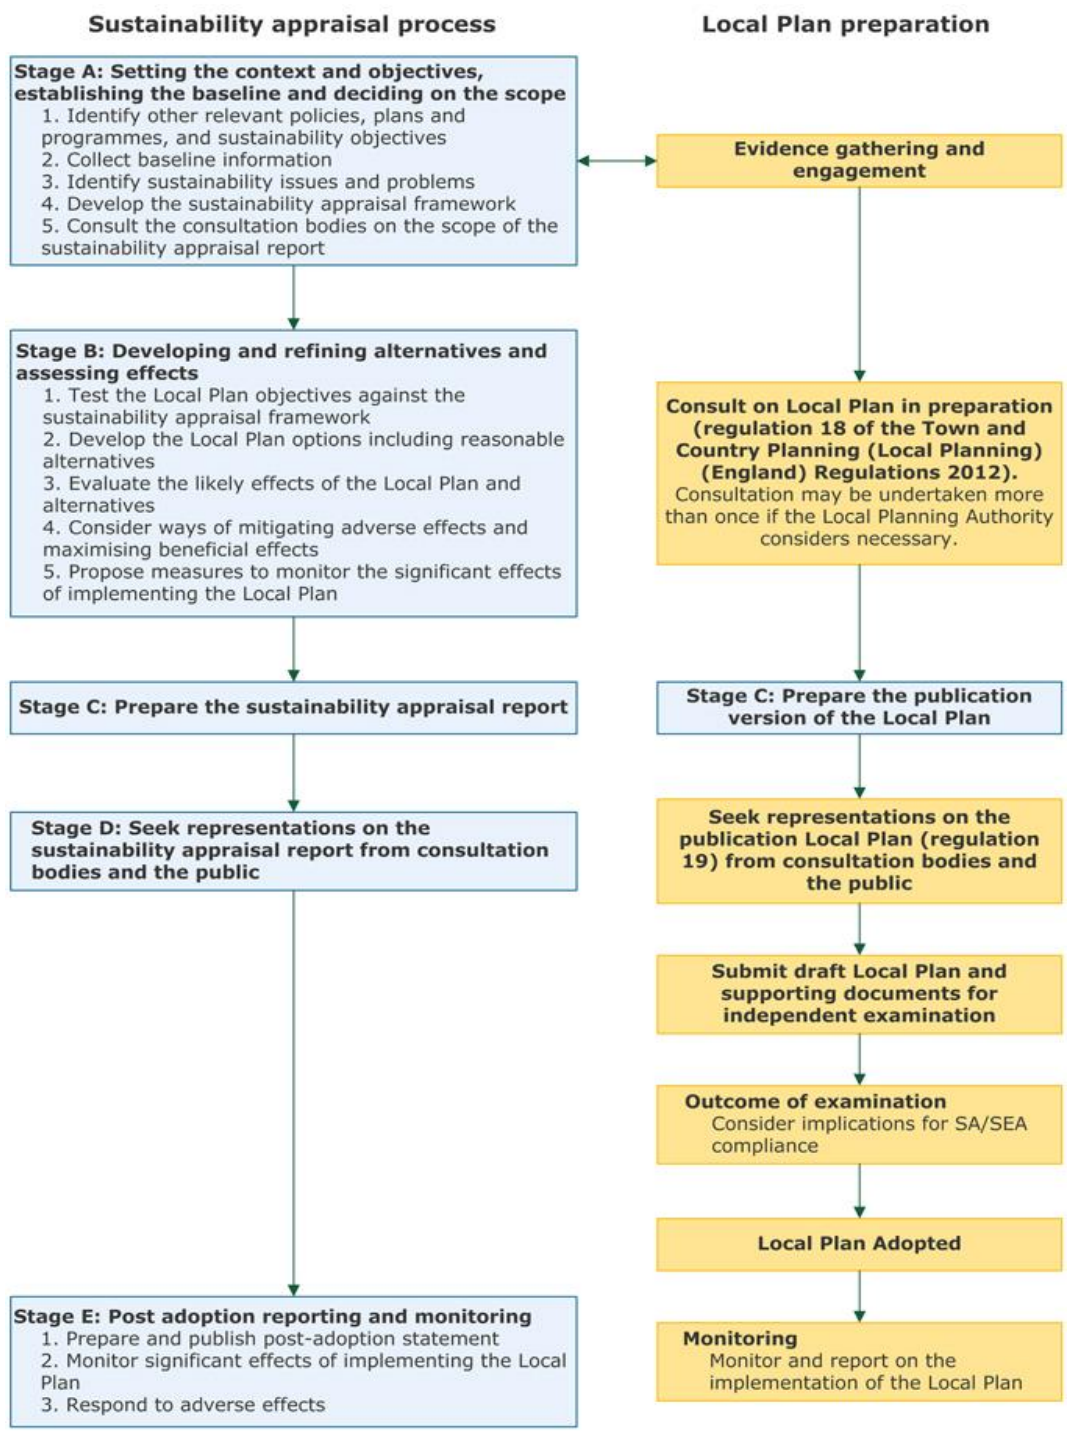 Sustainability appraisal process
Local Plan preparation
Stage A: Setting the context and objectives,
establishing the baseline and deciding on the scope
1. Identify other relevant policies, plans and
programmes, and sustainability objectives
2. Collect baseline information
3. Identify sustainability issues and problems
4. Develop the sustainability appraisal framework
5. Consult the consultation bodies on the scope of the
sustainability appraisal report
Evidence gathering and
engagement
Stage B: Developing and refining alternatives and
assessing effects
1. Test the Local Plan objectives against the
sustainability appraisal framework
2. Develop the Local Plan options including reasonable
alternatives
3. Evaluate the likely effects of the Local Plan and
alternatives
4. Consider ways of mitigating adverse effects and
maximising beneficial effects
5. Propose measures to monitor the significant effects
of implementing the Local Plan
Consult on Local Plan in preparation
(regulation 18 of the Town and
Country Planning (Local Planning)
(England) Regulations 2012).
Consultation may be undertaken more
than once if the Local Planning Authority
considers necessary.
Stage C: Prepare the sustainability appraisal report
Stage C: Prepare the publication
version of the Local Plan
Stage D: Seek representations on the
sustainability appraisal report from consultation
bodies and the public
Seek representations on the
publication Local Plan (regulation
19) from consultation bodies and
the public
Submit draft Local Plan and
supporting documents for
independent examination
Outcome of examination
Consider implications for SA/SEA
compliance
Local Plan Adopted
Stage E: Post adoption reporting and monitoring
1. Prepare and publish post-adoption statement
2. Monitor significant effects of implementing the Local
Plan
3. Respond to adverse effects
Monitoring
Monitor and report on the
implementation of the Local Plan